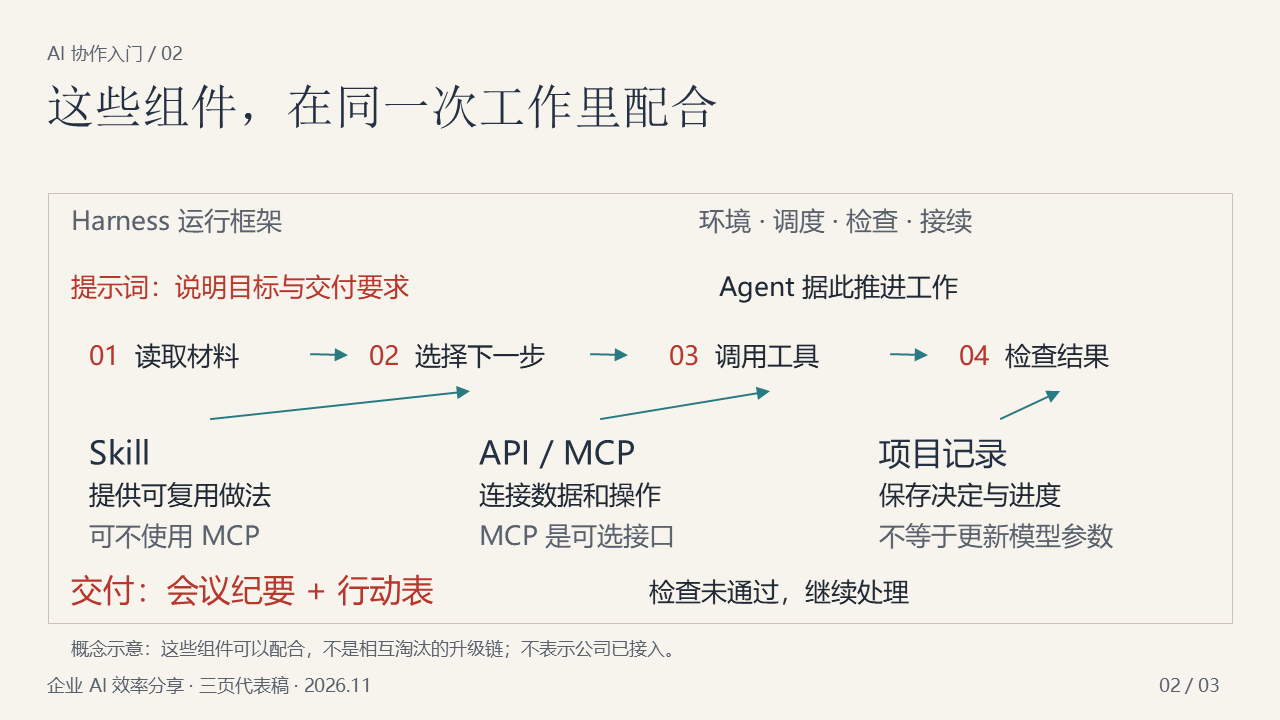 AI 协作入门 / 02
这些组件，在同一次工作里配合
Harness 运行框架
环境 · 调度 · 检查 · 接续
提示词：说明目标与交付要求
Agent 据此推进工作
01 读取材料
02 选择下一步
03 调用工具
04 检查结果
Skill
提供可复用做法
可不使用 MCP
API / MCP
连接数据和操作
MCP 是可选接口
项目记录
保存决定与进度
不等于更新模型参数
交付：会议纪要 + 行动表
检查未通过，继续处理
概念示意：这些组件可以配合，不是相互淘汰的升级链；不表示公司已接入。
企业 AI 效率分享 · 三页代表稿 · 2026.11
02 / 03